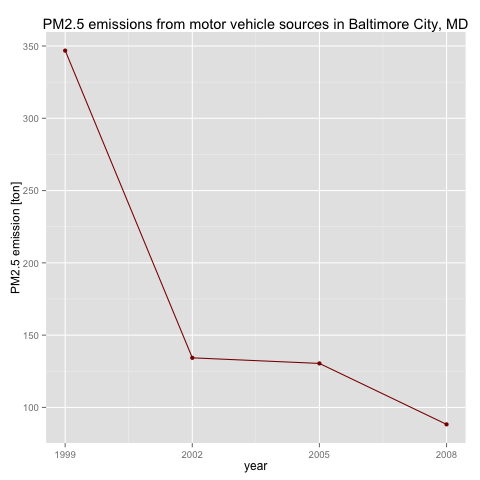 PM2.5 emissions from motor vehicle sources in Baltimore City, MD
350
300
250
200
150
100
PM2.5 emission [ton]
1999 2002 2005 2008
year